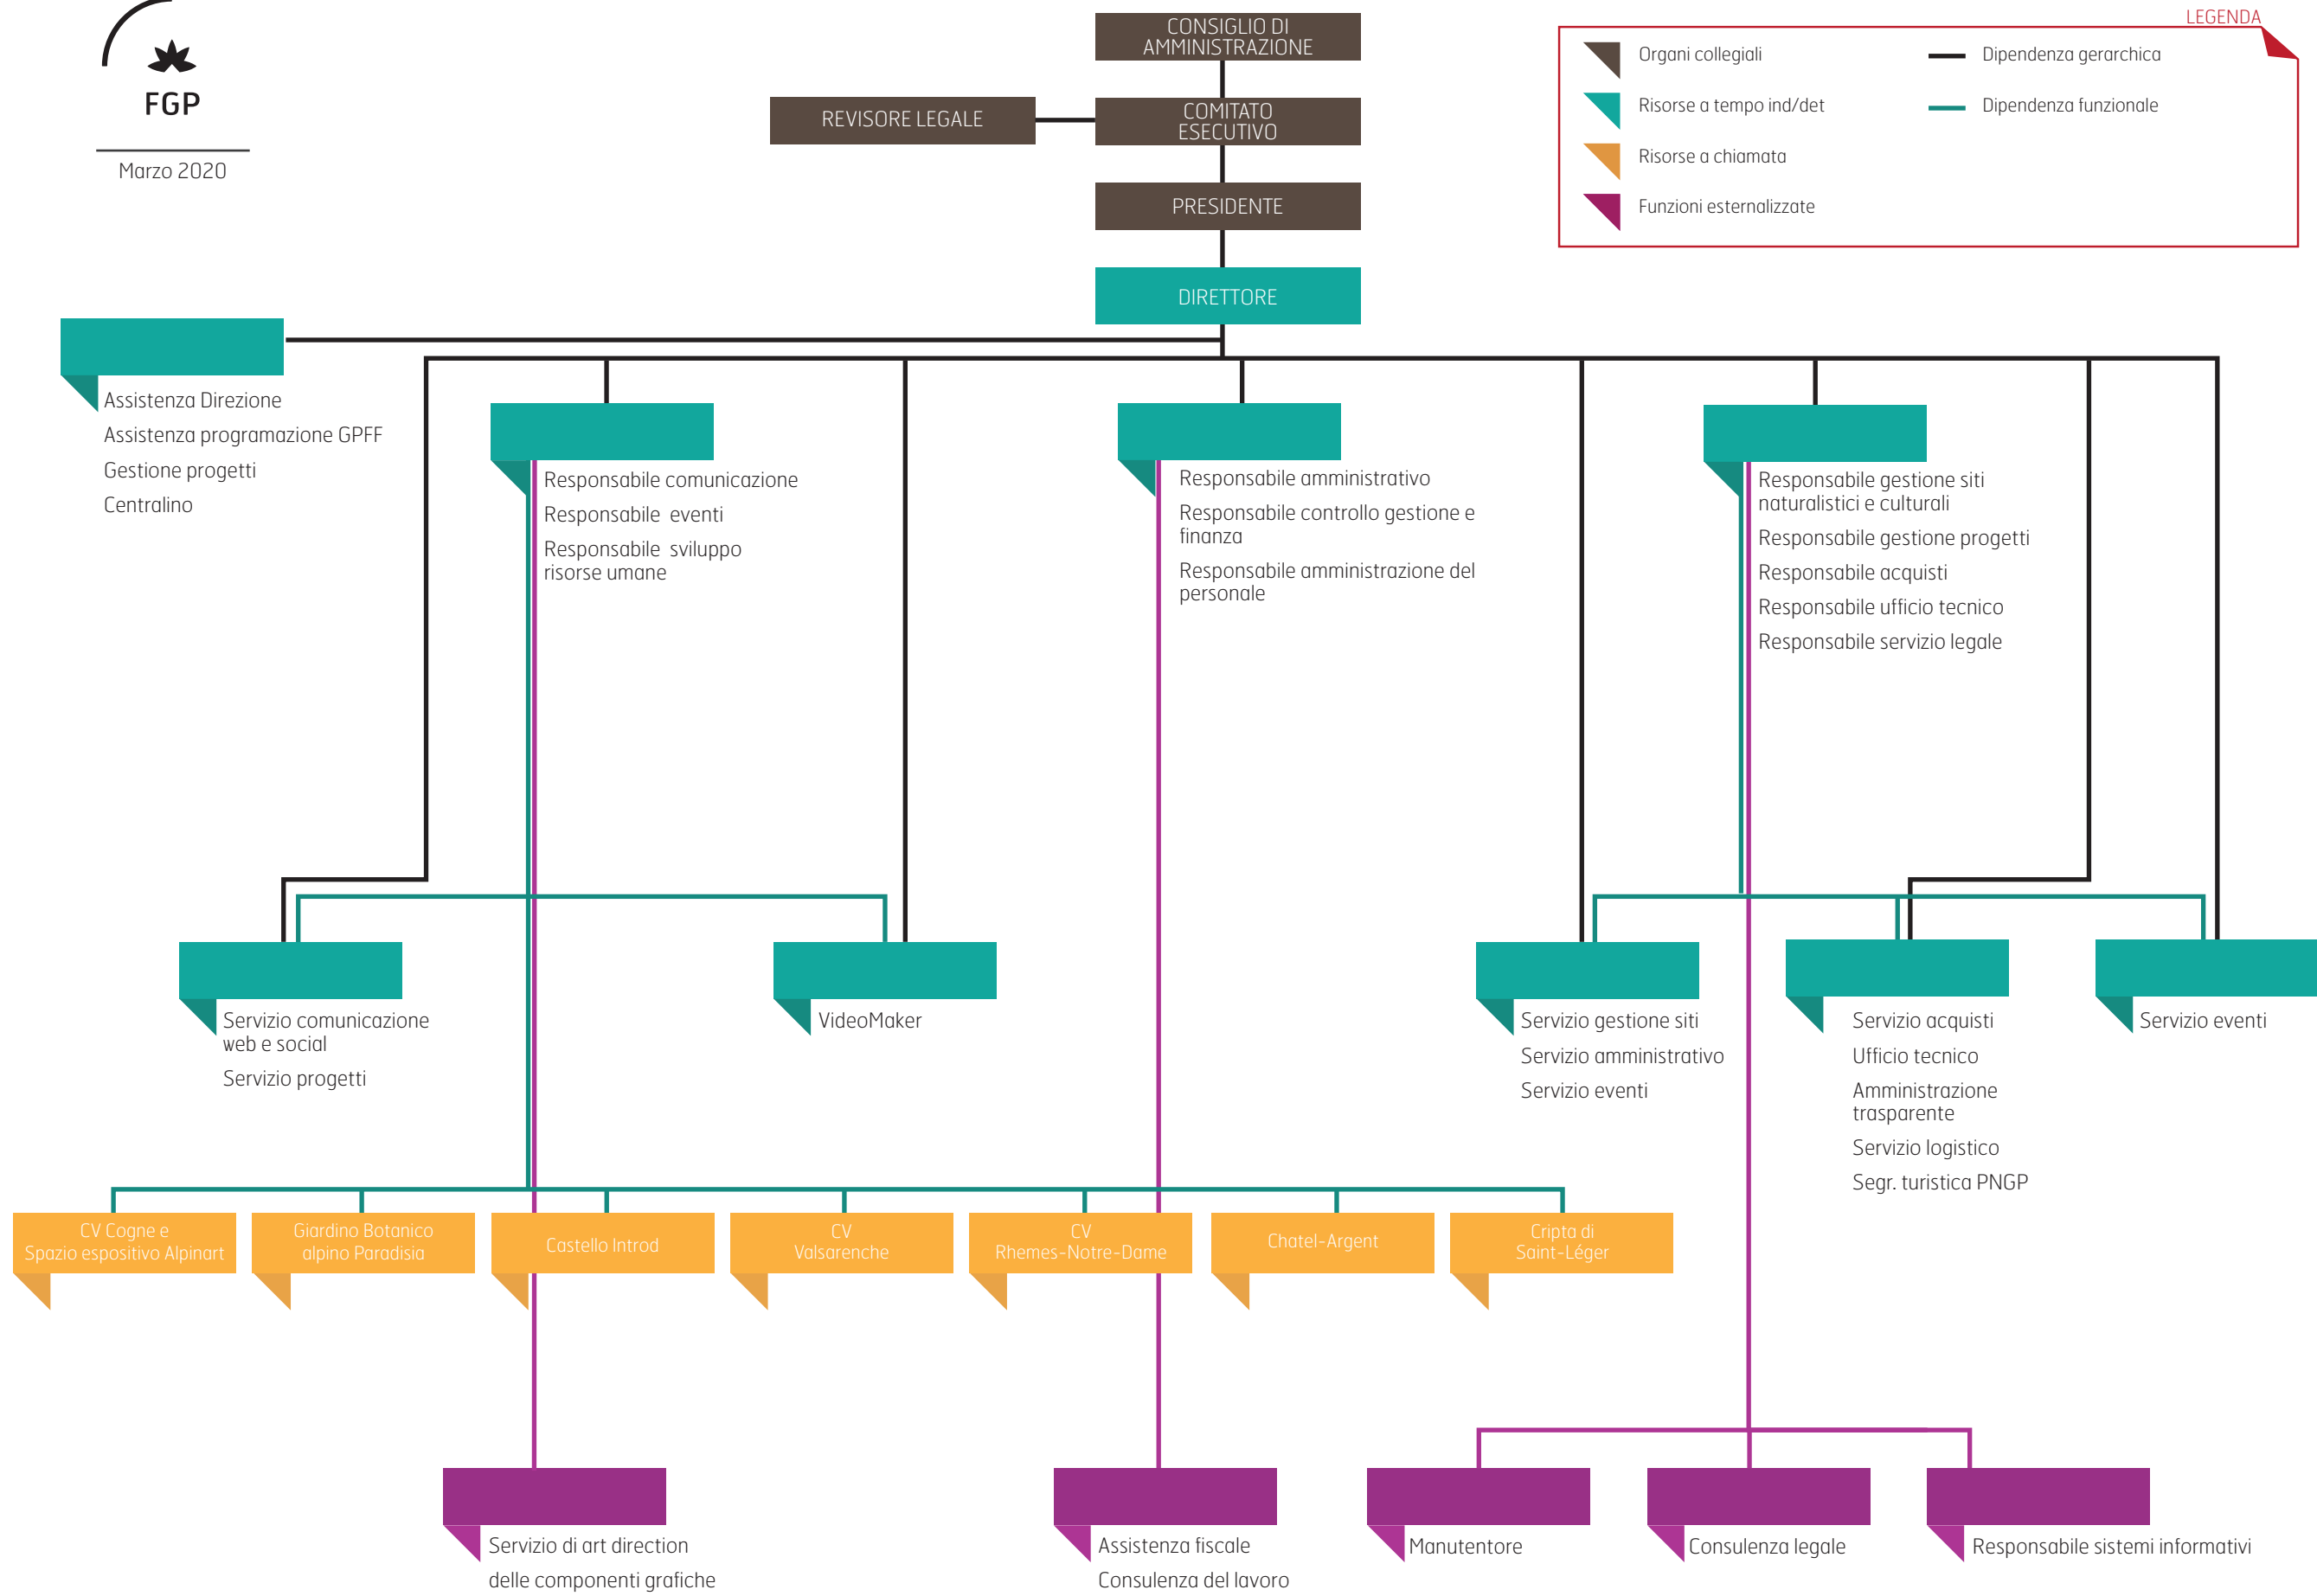 FGP
Marzo 2020
CONSIGLIO DI
AMMINISTRAZIONE
REVISORE LEGALE
COMITATO
ESECUTIVO
PRESIDENTE
DIRETTORE
LEGENDA
Organi collegiali
Dipendenza gerarchica
Risorse a tempo ind/det
Dipendenza funzionale
Risorse a chiamata
Funzioni esternalizzate
Assistenza Direzione
Assistenza programazione GPFF
Gestione progetti
Centralino
Responsabile comunicazione
Responsabile  eventi
Responsabile  sviluppo
risorse umane
Responsabile amministrativo
Responsabile controllo gestione e
finanza
Responsabile amministrazione del
personale
Responsabile gestione siti
naturalistici e culturali
Responsabile gestione progetti
Responsabile acquisti
Responsabile ufficio tecnico
Responsabile servizio legale
Servizio comunicazione
web e social
Servizio progetti
VideoMaker
Servizio gestione siti
Servizio amministrativo
Servizio eventi
Servizio acquisti
Ufficio tecnico
Amministrazione
trasparente
Servizio logistico
Segr. turistica PNGP
Servizio eventi
CV Cogne e
Spazio espositivo Alpinart
Giardino Botanico
alpino Paradisia
Castello Introd
CV
Valsarenche
CV
Rhemes-Notre-Dame
Chatel-Argent
Cripta di
Saint-Léger
Servizio di art direction
delle componenti grafiche
Assistenza fiscale
Consulenza del lavoro
Manutentore
Consulenza legale
Responsabile sistemi informativi